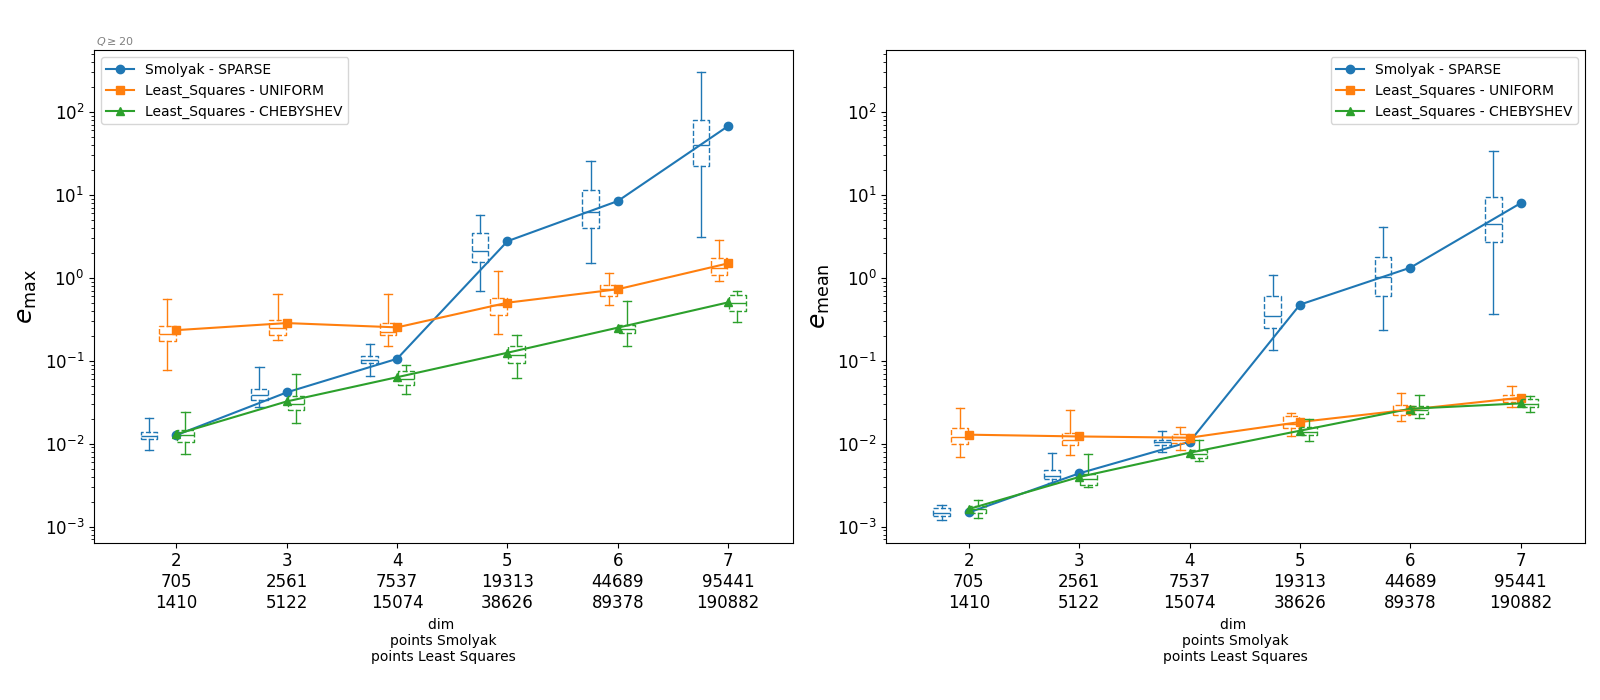 Q ≥ 20
Smolyak - SPARSE
Least_Squares - UNIFORM
Least_Squares - CHEBYSHEV
10²
10¹
10⁰
10⁻¹
10⁻²
10⁻³
e_max
2 3 4 5 6 7
705 2561 7537 19313 44689 95441
1410 5122 15074 38626 89378 190882
dim
points Smolyak
points Least Squares
Smolyak - SPARSE
Least_Squares - UNIFORM
Least_Squares - CHEBYSHEV
10²
10¹
10⁰
10⁻¹
10⁻²
10⁻³
e_mean
2 3 4 5 6 7
705 2561 7537 19313 44689 95441
1410 5122 15074 38626 89378 190882
dim
points Smolyak
points Least Squares